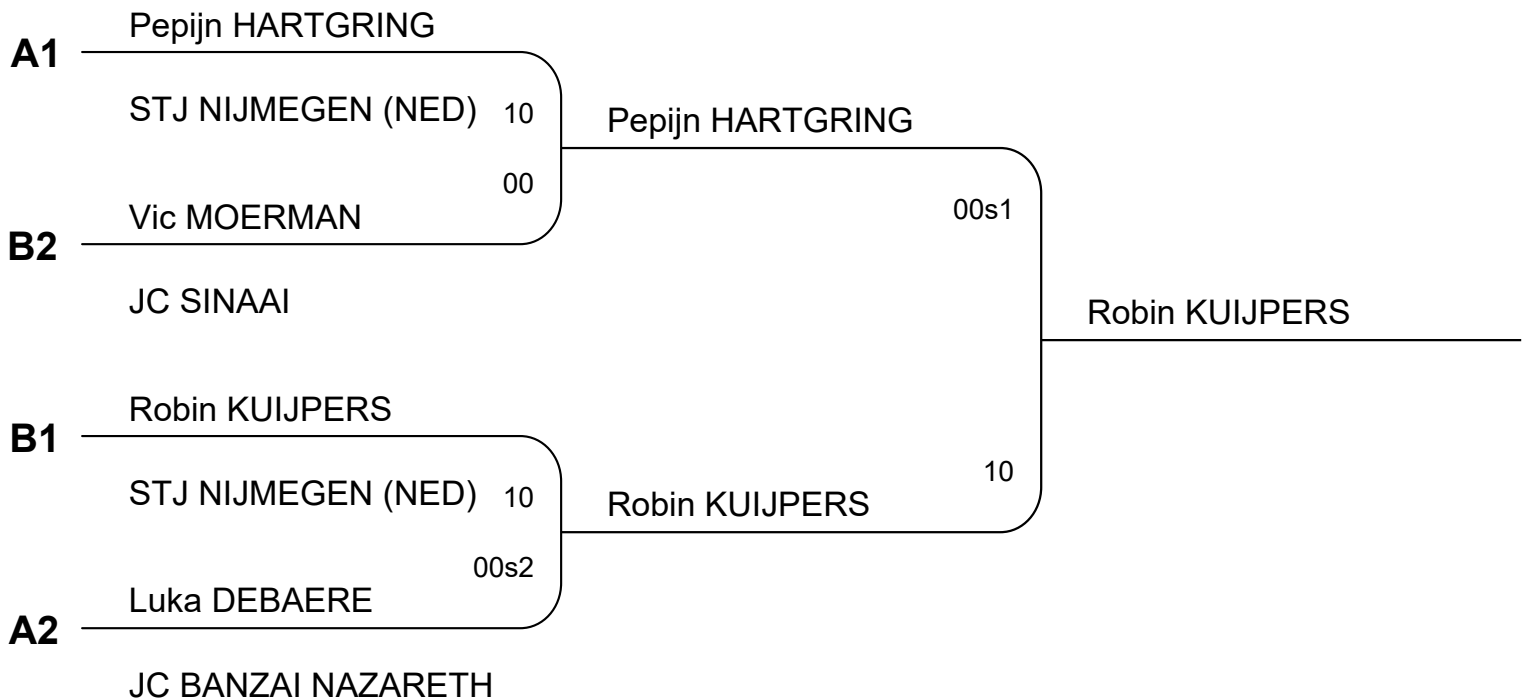 Pepijn HARTGRING
A1
STJ NIJMEGEN (NED) 10
Pepijn HARTGRING
00
Vic MOERMAN
00s1
B2
JC SINAAI
Robin KUIJPERS
Robin KUIJPERS
B1
10
STJ NIJMEGEN (NED) 10
Robin KUIJPERS
00s2
Luka DEBAERE
A2
JC BANZAI NAZARETH